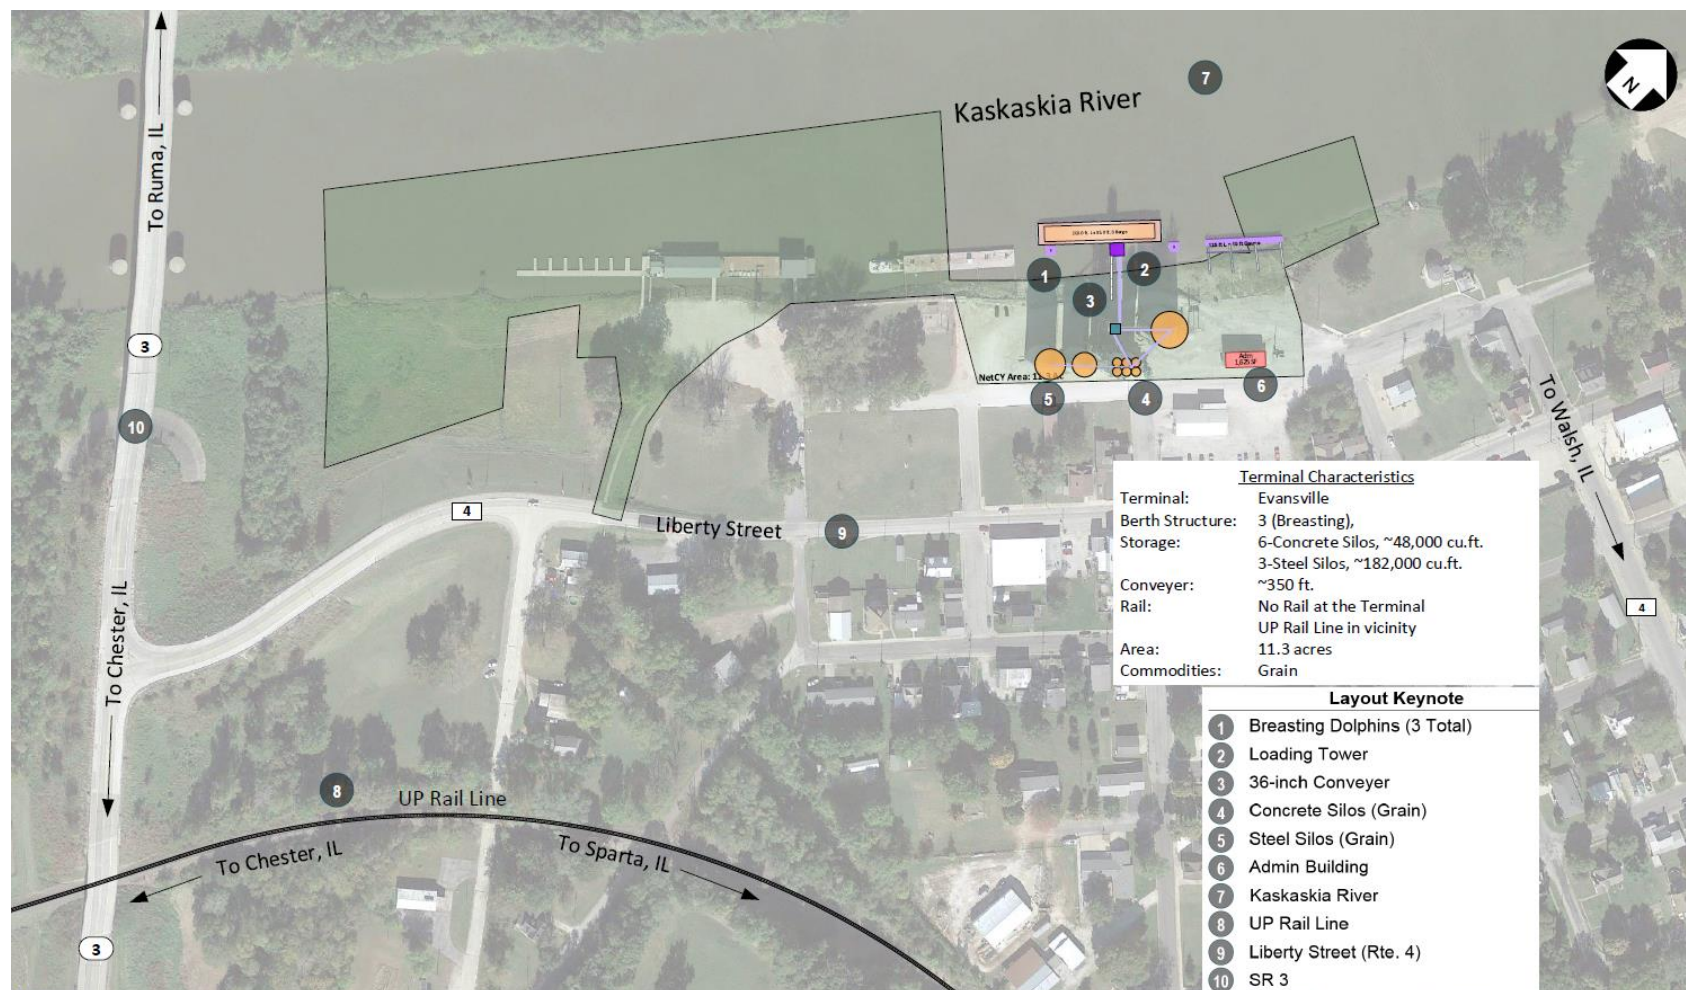 N
7
Kaskaskia River
To Ruma, IL
1
2
3
NetCY Area: 11.3
Admin
5
4
6
3
10
To Walsh, IL
4
Liberty Street
9
4
To Chester, IL
8
UP Rail Line
To Chester, IL
To Sparta, IL
3
Terminal Characteristics
Terminal: Evansville
Berth Structure: 3 (Breasting),
Storage: 6-Concrete Silos, ~48,000 cu.ft.
3-Steel Silos, ~182,000 cu.ft.
Conveyer: ~350 ft.
Rail: No Rail at the Terminal
UP Rail Line in vicinity
Area: 11.3 acres
Commodities: Grain
Layout Keynote
1 Breasting Dolphins (3 Total)
2 Loading Tower
3 36-inch Conveyer
4 Concrete Silos (Grain)
5 Steel Silos (Grain)
6 Admin Building
7 Kaskaskia River
8 UP Rail Line
9 Liberty Street (Rte. 4)
10 SR 3